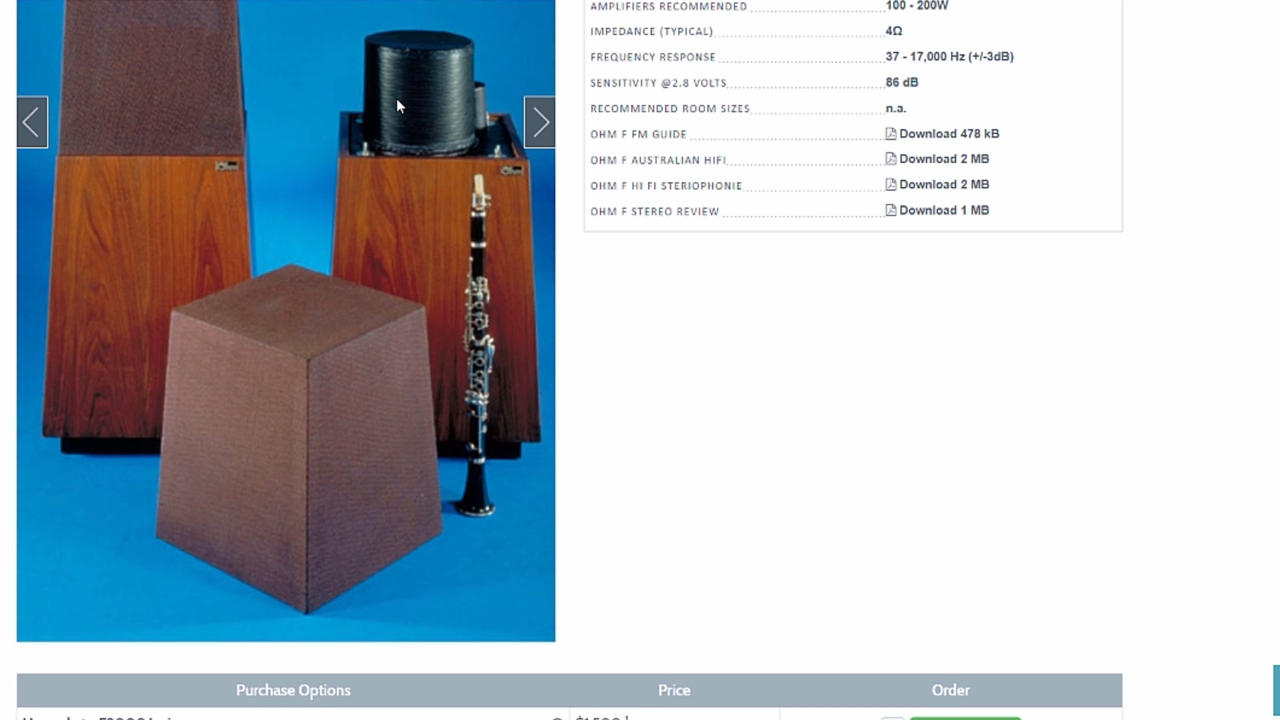 AMPLIFIERS RECOMMENDED 100 - 200W
IMPEDANCE (TYPICAL) 4Ω
FREQUENCY RESPONSE 37 - 17,000 Hz (+/-3dB)
SENSITIVITY @2.8 VOLTS 86 dB
RECOMMENDED ROOM SIZES n.a.
OHM F FM GUIDE Download 478 kB
OHM F AUSTRALIAN HIFI Download 2 MB
OHM F HI FI STERIOPHONIE Download 2 MB
OHM F STEREO REVIEW Download 1 MB
Purchase Options Price Order